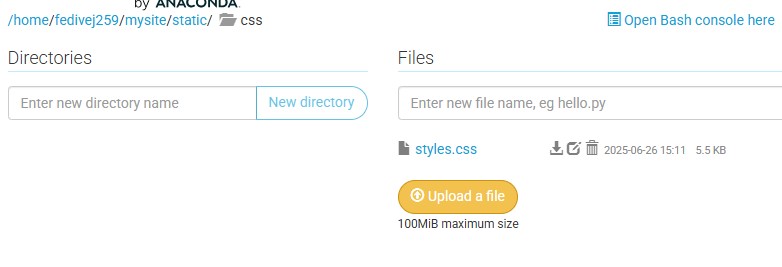 by ANACONDA.
/home/fedivej259/mysite/static/ css
Open Bash console here
Directories
Enter new directory name
New directory
Files
Enter new file name, eg hello.py
styles.css
2025-06-26 15:11 5.5 KB
Upload a file
100MiB maximum size